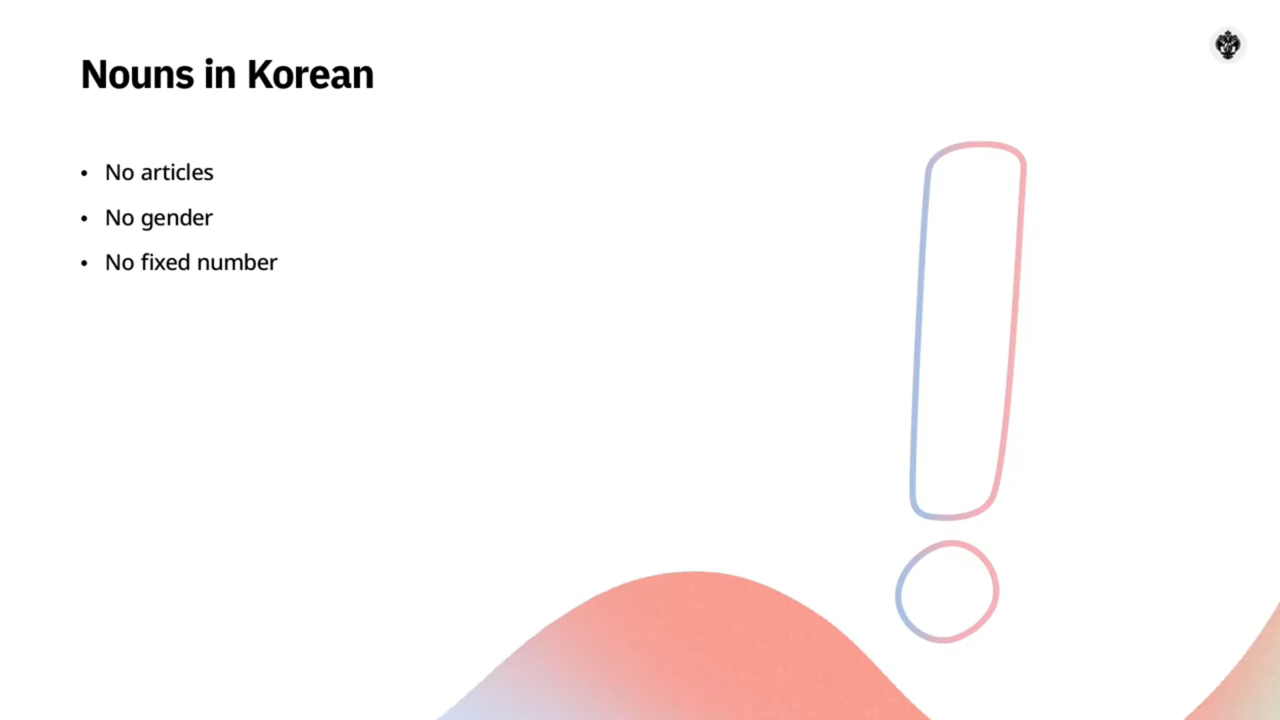 Nouns in Korean
• No articles
• No gender
• No fixed number